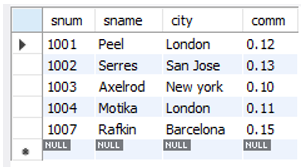 snum sname city comm
1001 Peel London 0.12
1002 Serres San Jose 0.13
1003 Axelrod New york 0.10
1004 Motika London 0.11
1007 Rafkin Barcelona 0.15
NULL NULL NULL NULL